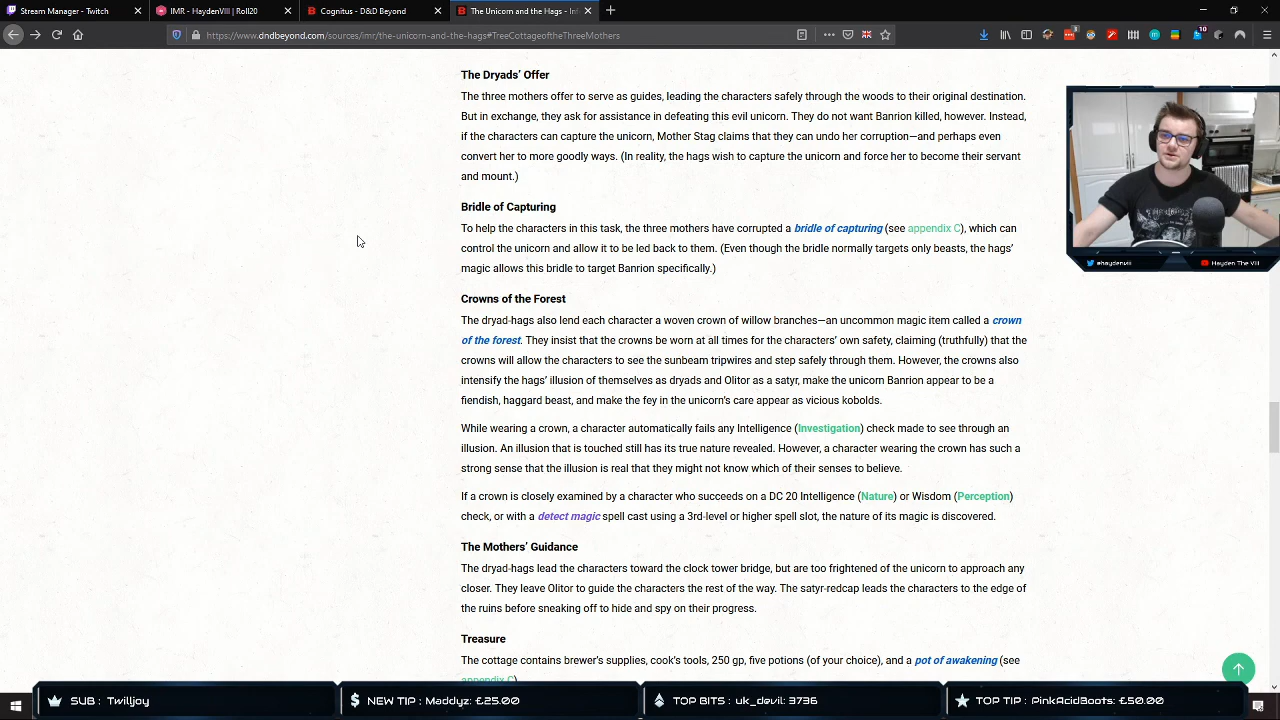 Stream Manager - Twitch
IMR - HaydenVIII | Roll20
Cognitus - D&D Beyond
The Unicorn and the Hags - Inf
https://www.dndbeyond.com/sources/imr/the-unicorn-and-the-hags#TreeCottageoftheThreeMothers
The Dryads’ Offer
The three mothers offer to serve as guides, leading the characters safely through the woods to their original destination.
But in exchange, they ask for assistance in defeating this evil unicorn. They do not want Banrion killed, however. Instead,
if the characters can capture the unicorn, Mother Stag claims that they can undo her corruption—and perhaps even
convert her to more goodly ways. (In reality, the hags wish to capture the unicorn and force her to become their servant
and mount.)
Bridle of Capturing
To help the characters in this task, the three mothers have corrupted a bridle of capturing (see appendix C), which can
control the unicorn and allow it to be led back to them. (Even though the bridle normally targets only beasts, the hags’
magic allows this bridle to target Banrion specifically.)
Crowns of the Forest
The dryad-hags also lend each character a woven crown of willow branches—an uncommon magic item called a crown
of the forest. They insist that the crowns be worn at all times for the characters’ own safety, claiming (truthfully) that the
crowns will allow the characters to see the sunbeam tripwires and step safely through them. However, the crowns also
intensify the hags’ illusion of themselves as dryads and Olitor as a satyr, make the unicorn Banrion appear to be a
fiendish, haggard beast, and make the fey in the unicorn’s care appear as vicious kobolds.
While wearing a crown, a character automatically fails any Intelligence (Investigation) check made to see through an
illusion. An illusion that is touched still has its true nature revealed. However, a character wearing the crown has such a
strong sense that the illusion is real that they might not know which of their senses to believe.
If a crown is closely examined by a character who succeeds on a DC 20 Intelligence (Nature) or Wisdom (Perception)
check, or with a detect magic spell cast using a 3rd-level or higher spell slot, the nature of its magic is discovered.
The Mothers’ Guidance
The dryad-hags lead the characters toward the clock tower bridge, but are too frightened of the unicorn to approach any
closer. They leave Olitor to guide the characters the rest of the way. The satyr-redcap leads the characters to the edge of
the ruins before sneaking off to hide and spy on their progress.
Treasure
The cottage contains brewer’s supplies, cook’s tools, 250 gp, five potions (of your choice), and a pot of awakening (see
appendix C).
@haydenviii
Hayden The VIII
SUB : Twilljoy
NEW TIP : Maddyz: £25.00
TOP BITS : uk_devil: 3736
TOP TIP : PinkAcidBoots: £50.00